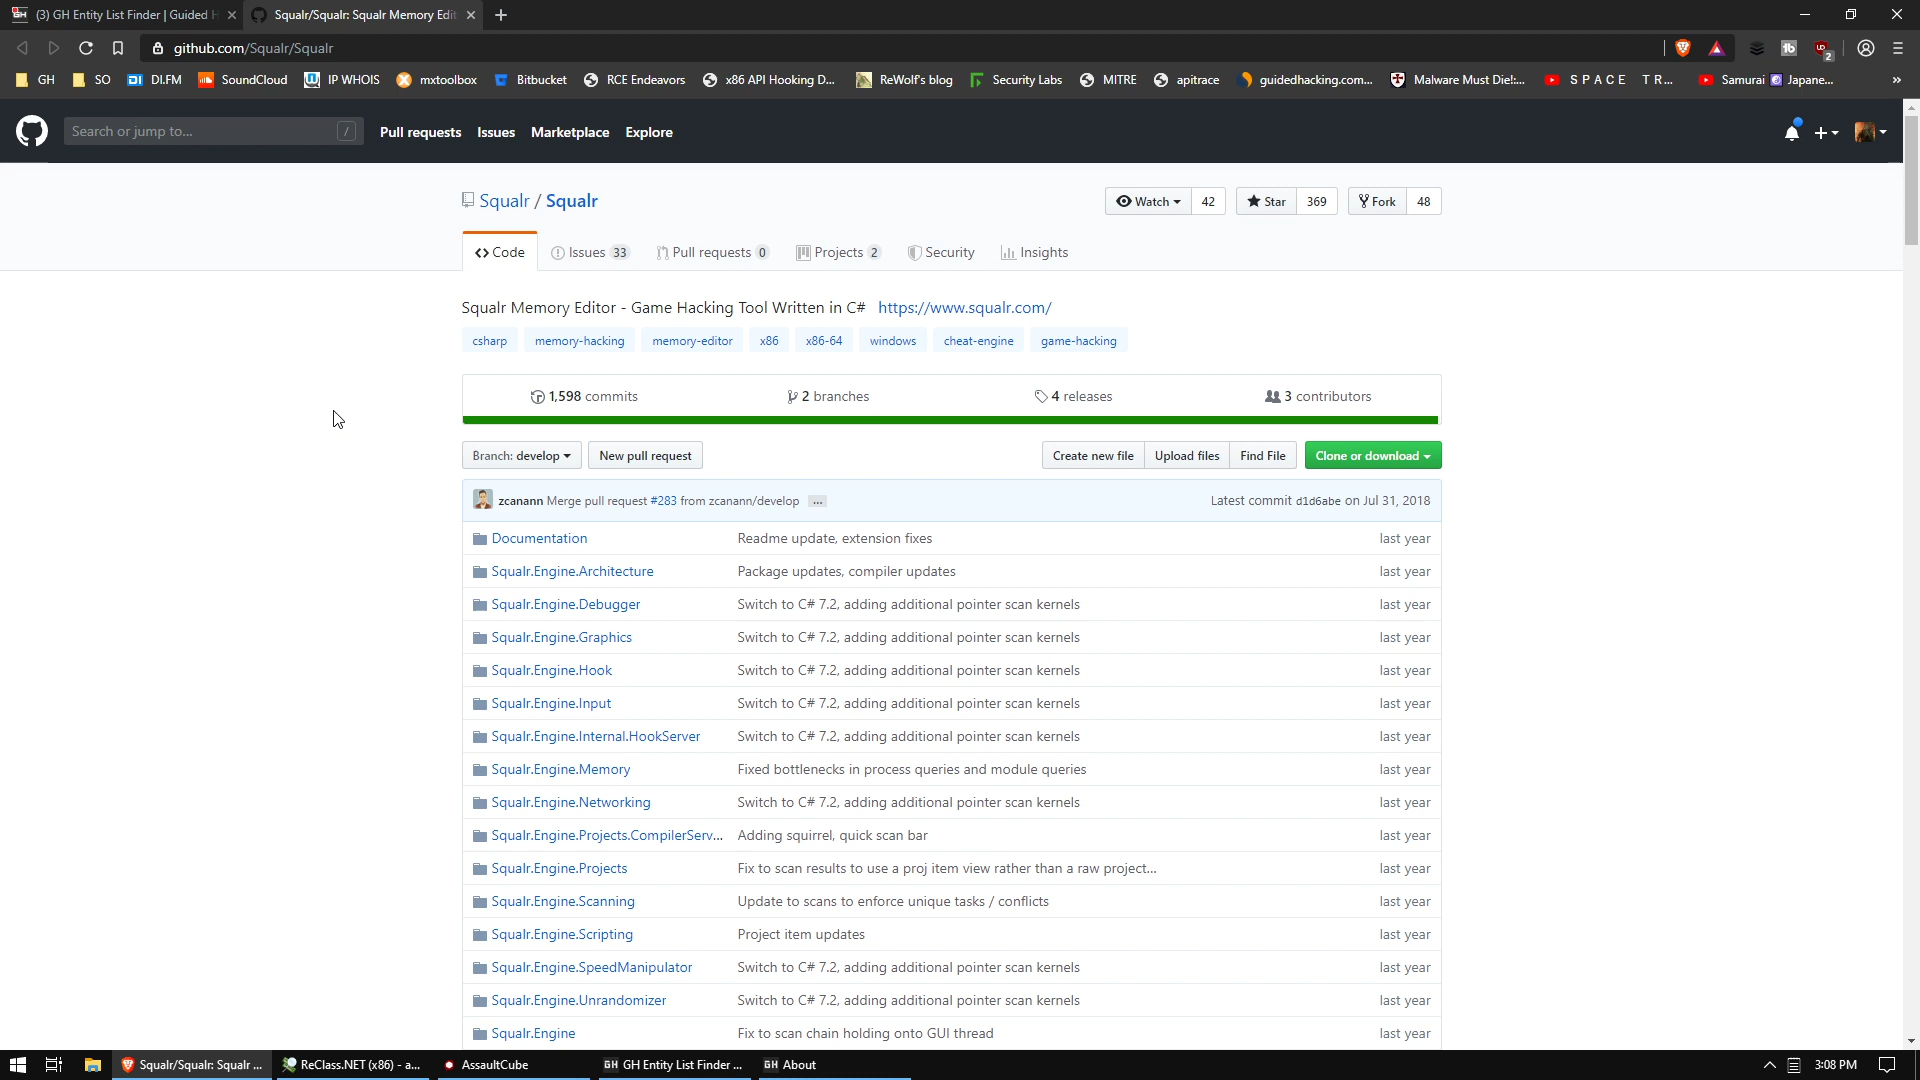 (3) GH Entity List Finder | Guided H
Squalr/Squalr: Squalr Memory Edit
github.com/Squalr/Squalr
2
GH SO DI.FM SoundCloud IP WHOIS mxtoolbox Bitbucket RCE Endeavors x86 API Hooking D... ReWolf's blog Security Labs MITRE apitrace guidedhacking.com... Malware Must Die!:... S P A C E T R... Samurai Japane... »
Search or jump to... / Pull requests Issues Marketplace Explore
Squalr / Squalr Watch 42 Star 369 Fork 48
Code Issues 33 Pull requests 0 Projects 2 Security Insights
Squalr Memory Editor - Game Hacking Tool Written in C# https://www.squalr.com/
csharp memory-hacking memory-editor x86 x86-64 windows cheat-engine game-hacking
1,598 commits 2 branches 4 releases 3 contributors
Branch: develop New pull request Create new file Upload files Find File Clone or download
zcanann Merge pull request #283 from zcanann/develop ... Latest commit d1d6abe on Jul 31, 2018
Documentation Readme update, extension fixes last year
Squalr.Engine.Architecture Package updates, compiler updates last year
Squalr.Engine.Debugger Switch to C# 7.2, adding additional pointer scan kernels last year
Squalr.Engine.Graphics Switch to C# 7.2, adding additional pointer scan kernels last year
Squalr.Engine.Hook Switch to C# 7.2, adding additional pointer scan kernels last year
Squalr.Engine.Input Switch to C# 7.2, adding additional pointer scan kernels last year
Squalr.Engine.Internal.HookServer Switch to C# 7.2, adding additional pointer scan kernels last year
Squalr.Engine.Memory Fixed bottlenecks in process queries and module queries last year
Squalr.Engine.Networking Switch to C# 7.2, adding additional pointer scan kernels last year
Squalr.Engine.Projects.CompilerServ... Adding squirrel, quick scan bar last year
Squalr.Engine.Projects Fix to scan results to use a proj item view rather than a raw project... last year
Squalr.Engine.Scanning Update to scans to enforce unique tasks / conflicts last year
Squalr.Engine.Scripting Project item updates last year
Squalr.Engine.SpeedManipulator Switch to C# 7.2, adding additional pointer scan kernels last year
Squalr.Engine.Unrandomizer Switch to C# 7.2, adding additional pointer scan kernels last year
Squalr.Engine Fix to scan chain holding onto GUI thread last year
Squalr/Squalr: Squalr ... ReClass.NET (x86) - a... AssaultCube GH GH Entity List Finder ... GH About 3:08 PM